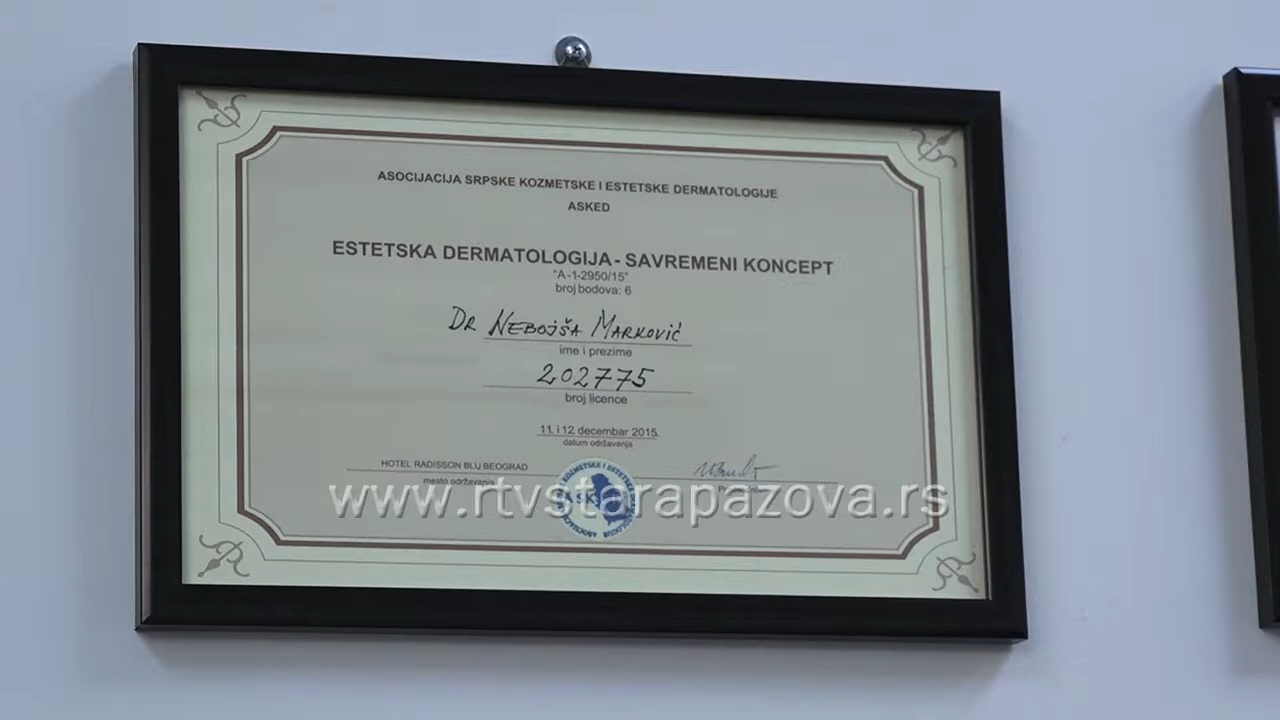 ASOCIJACIJA SRPSKE KOZMETSKE I ESTETSKE DERMATOLOGIJE
ASKED
ESTETSKA DERMATOLOGIJA - SAVREMENI KONCEPT
"A-1-2950/15"
broj bodova: 6
Dr Nebojša Marković
ime i prezime
202775
broj licence
11. i 12 decembar 2015.
datum održavanja
HOTEL RADISSON BLU BEOGRAD
mesto održavanja
www.rtvstarapazova.rs